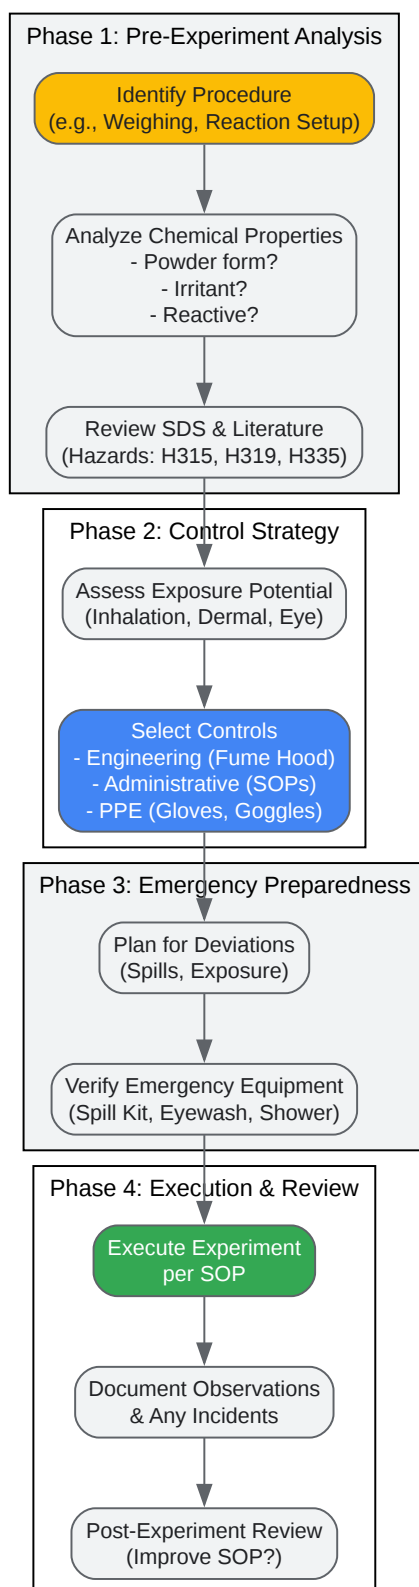 Phase 1: Pre-Experiment Analysis
Identify Procedure
(e.g., Weighing, Reaction Setup)
Analyze Chemical Properties
- Powder form?
- Irritant?
- Reactive?
Review SDS & Literature
(Hazards: H315, H319, H335)
Phase 2: Control Strategy
Assess Exposure Potential
(Inhalation, Dermal, Eye)
Select Controls
- Engineering (Fume Hood)
- Administrative (SOPs)
- PPE (Gloves, Goggles)
Phase 3: Emergency Preparedness
Plan for Deviations
(Spills, Exposure)
Verify Emergency Equipment
(Spill Kit, Eyewash, Shower)
Phase 4: Execution & Review
Execute Experiment
per SOP
Document Observations
& Any Incidents
Post-Experiment Review
(Improve SOP?)